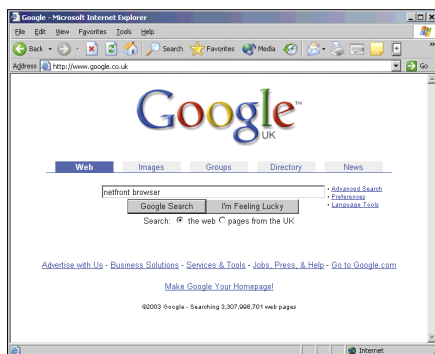 Google - Microsoft Internet Explorer
File Edit View Favorites Tools Help
Back Search Favorites Media »
Address http://www.google.co.uk Go
Google™
UK
Web Images Groups Directory News
netfront browser
• Advanced Search
• Preferences
• Language Tools
Google Search I'm Feeling Lucky
Search: the web pages from the UK
Advertise with Us - Business Solutions - Services & Tools - Jobs, Press, & Help - Go to Google.com
Make Google Your Homepage!
©2003 Google - Searching 3,307,998,701 web pages
Internet